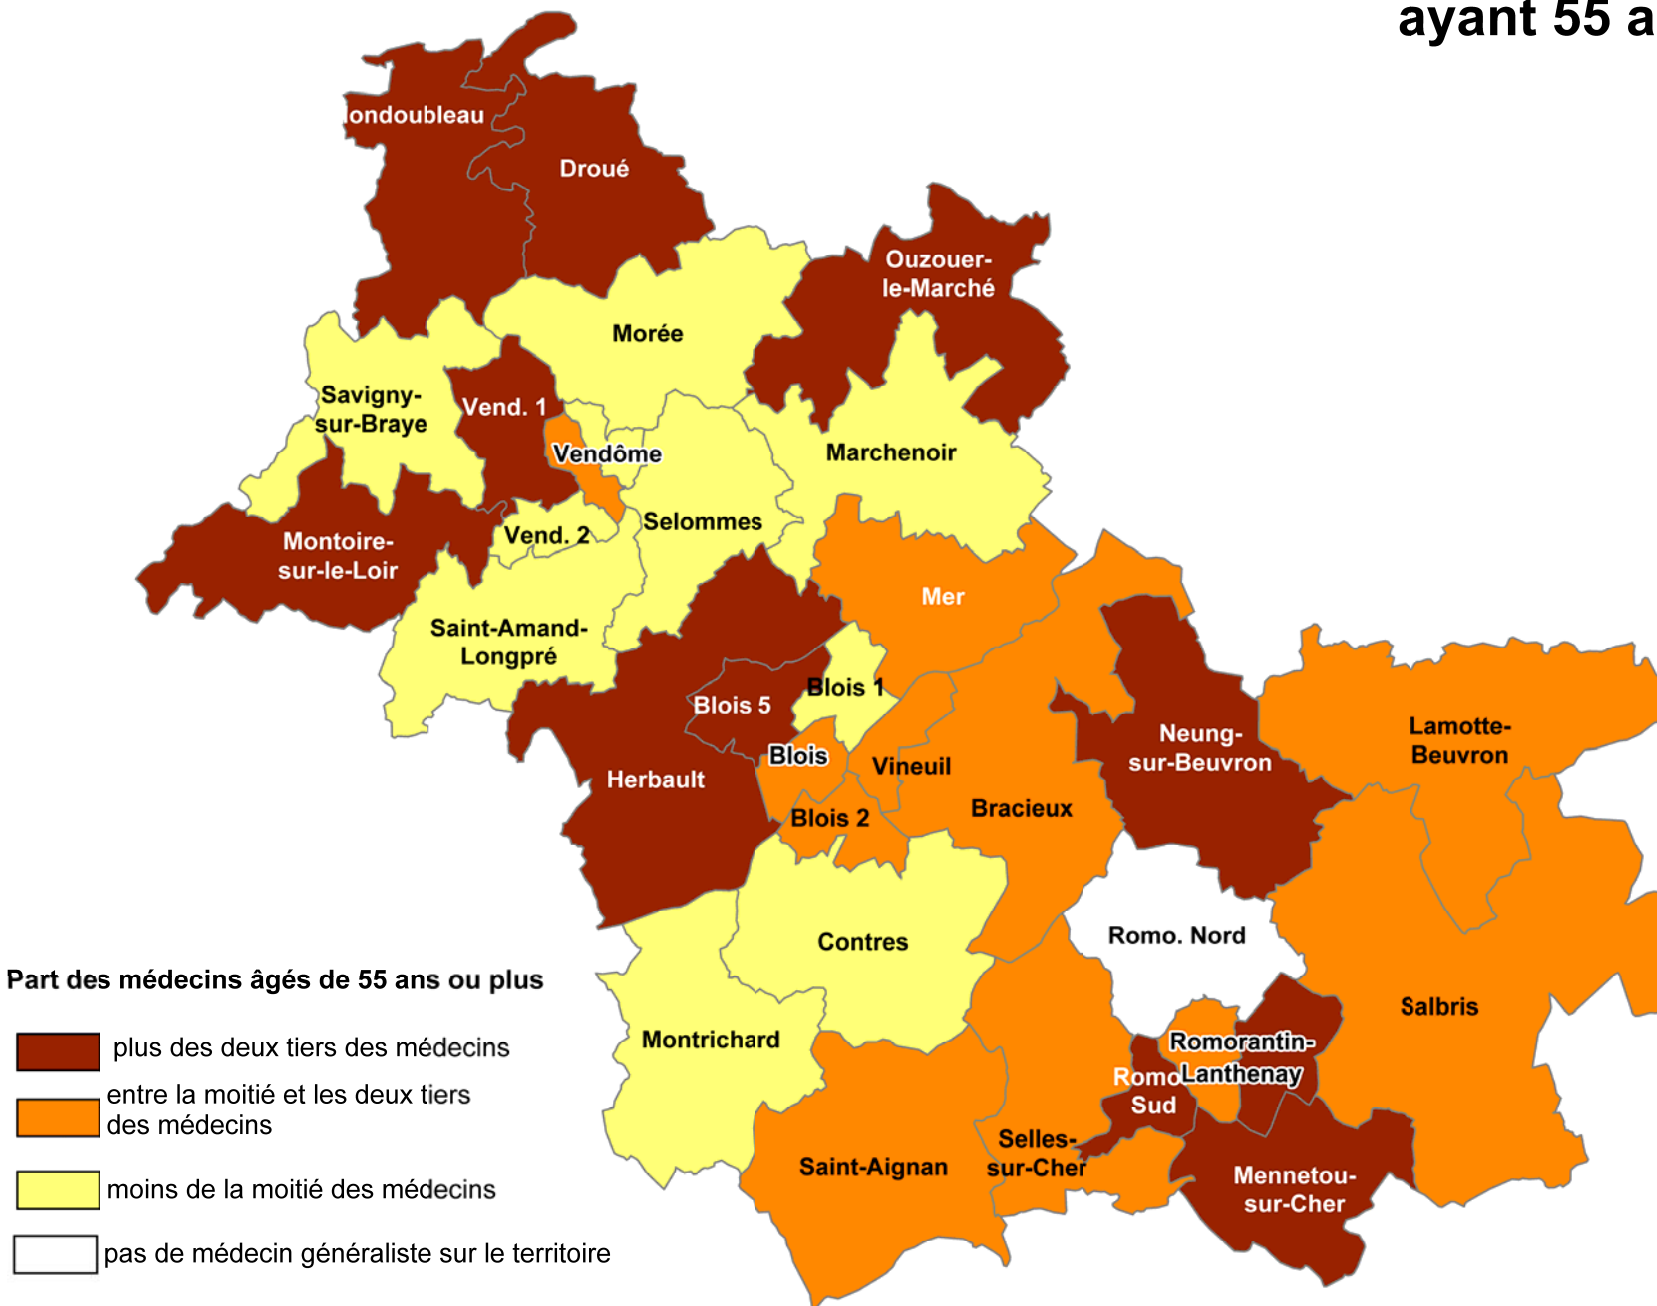 ayant 55 a
ondoubleau
Droué
Ouzouer-
le-Marché
Morée
Savigny-
sur-Braye
Vend. 1
Vendôme
Marchenoir
Selommes
Vend. 2
Montoire-
sur-le-Loir
Mer
Saint-Amand-
Longpré
Blois 1
Blois 5
Blois
Vineuil
Herbault
Blois 2
Bracieux
Neung-
sur-Beuvron
Lamotte-
Beuvron
Contres
Romo. Nord
Salbris
Montrichard
Romorantin-
Lanthenay
Romo
Sud
Selles-
sur-Cher
Saint-Aignan
Mennetou-
sur-Cher
Part des médecins âgés de 55 ans ou plus
plus des deux tiers des médecins
entre la moitié et les deux tiers
des médecins
moins de la moitié des médecins
pas de médecin généraliste sur le territoire